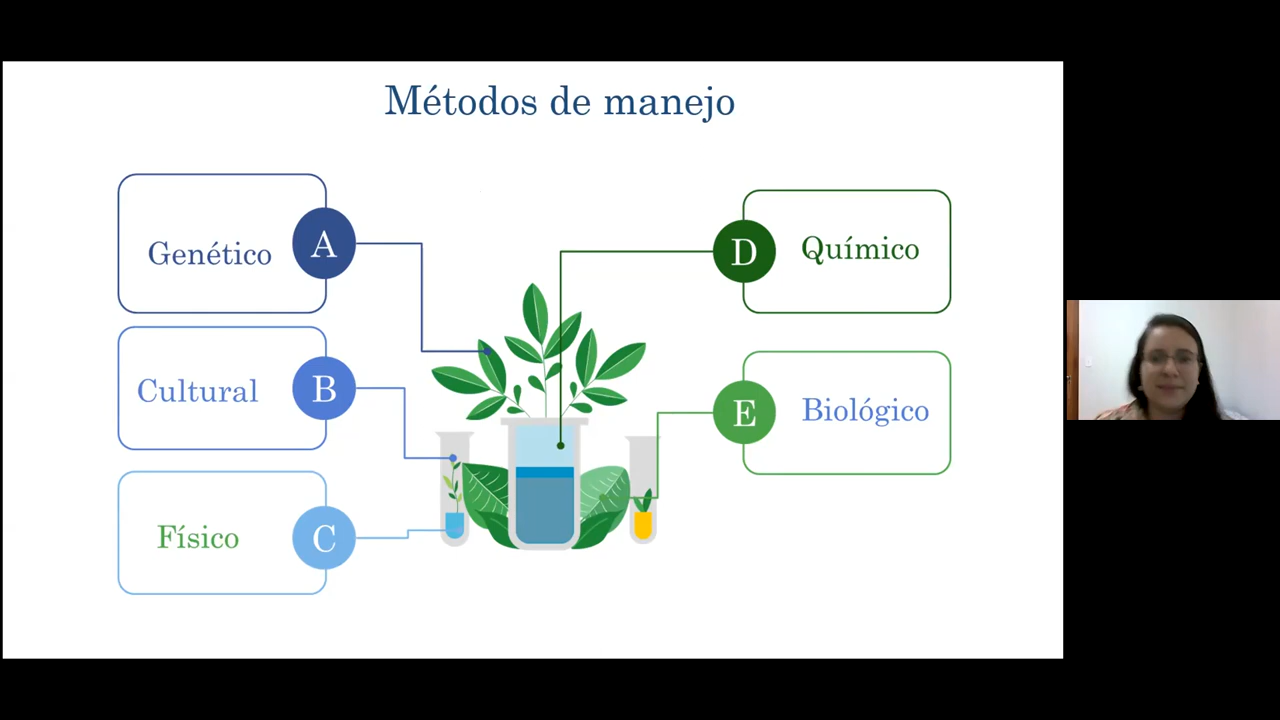 Métodos de manejo
Genético
A
Cultural
B
Físico
C
D
Químico
E
Biológico